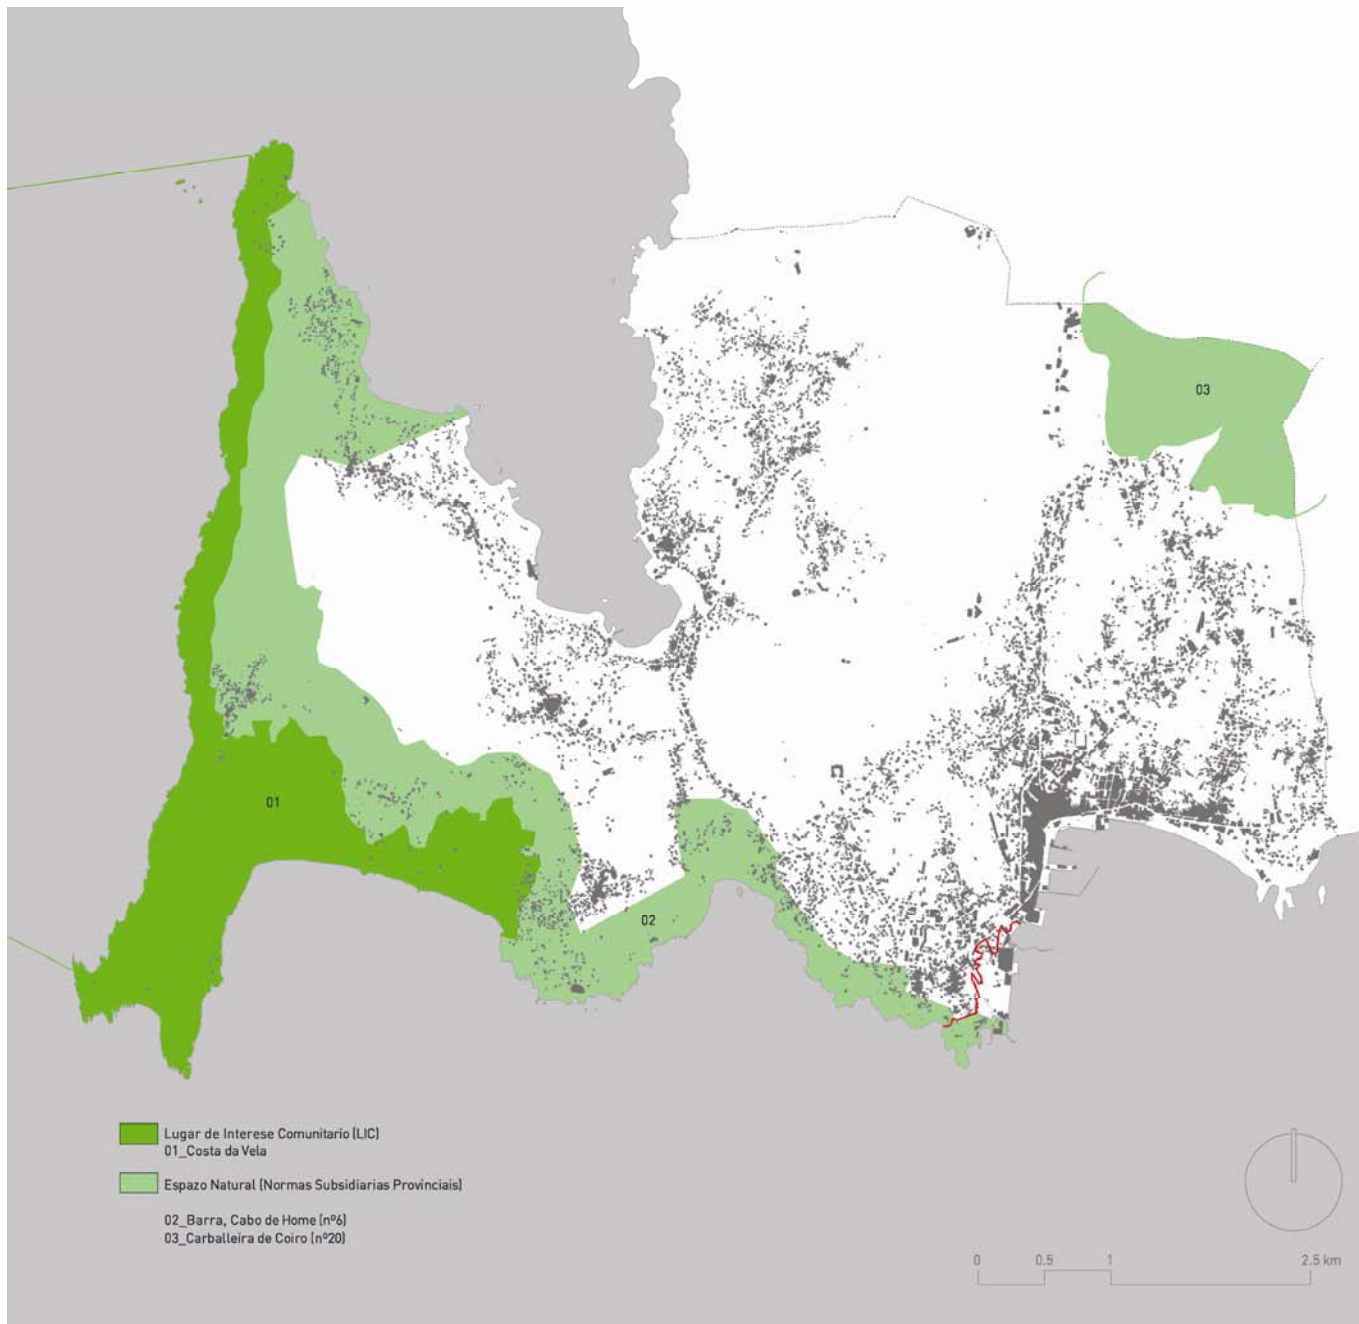 03
01
02
Lugar de Interese Comunitario (LIC)
01_Costa da Vela
Espazo Natural (Normas Subsidiarias Provinciais)
02_Barra, Cabo de Home (nº6)
03_Carballeira de Coiro (nº20)
0 0.5 1 2.5 km